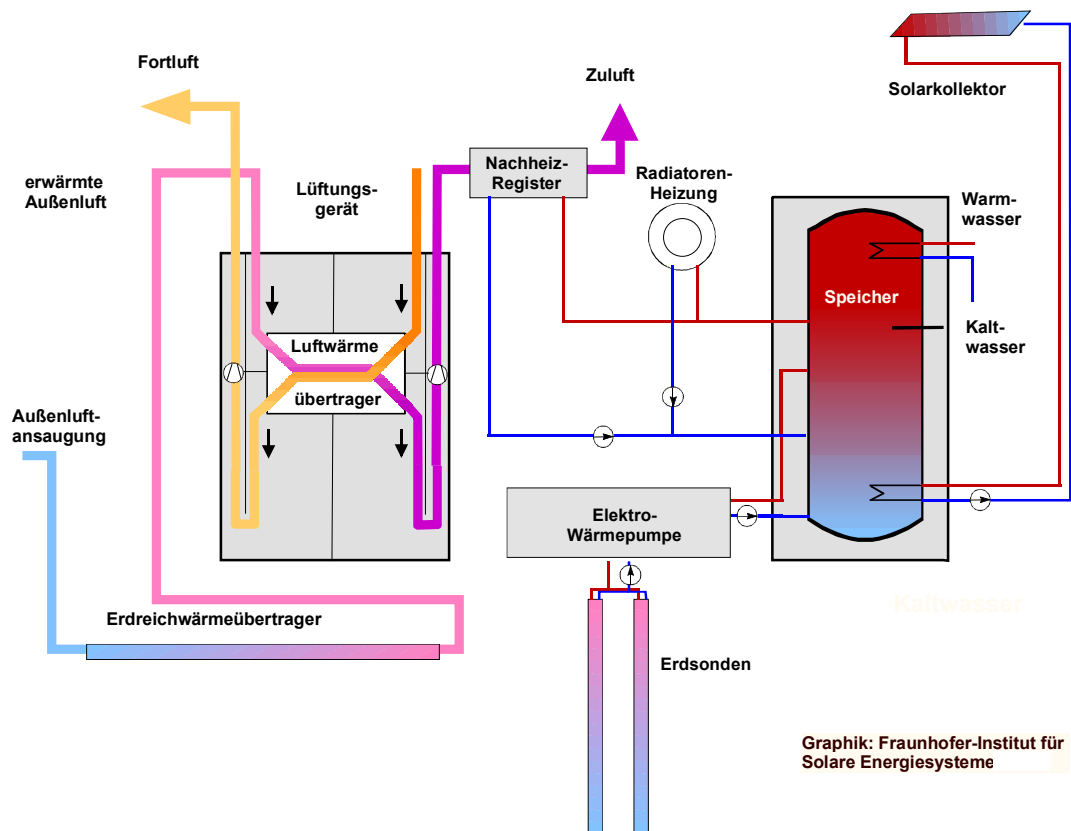 Fortluft
Zuluft
Solarkollektor
erwärmte
Außenluft
Lüftungs-
gerät
Nachheiz-
Register
Radiatoren-
Heizung
Warm-
wasser
Speicher
Kalt-
wasser
Luftwärme
übertrager
Außenluft-
ansaugung
Elektro-
Wärmepumpe
Kaltwasser
Erdreichwärmeübertrager
Erdsonden
Graphik: Fraunhofer-Institut für
Solare Energiesysteme